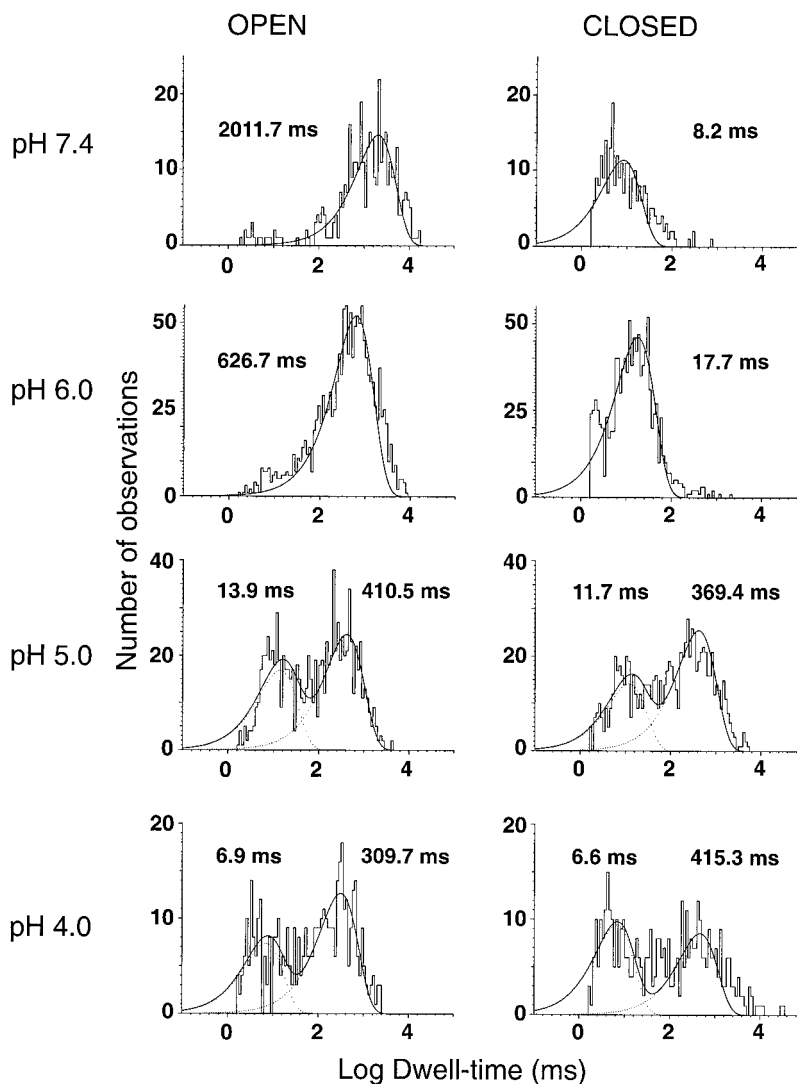 OPEN CLOSED
pH 7.4
20
10
0
2011.7 ms
0 2 4
20
10
0
8.2 ms
0 2 4
pH 6.0
50
25
0
626.7 ms
0 2 4
50
25
0
17.7 ms
0 2 4
pH 5.0
40
20
0
13.9 ms 410.5 ms
0 2 4
40
20
0
11.7 ms 369.4 ms
0 2 4
pH 4.0
20
10
0
6.9 ms 309.7 ms
0 2 4
20
10
0
6.6 ms 415.3 ms
0 2 4
Number of observations
Log Dwell-time (ms)